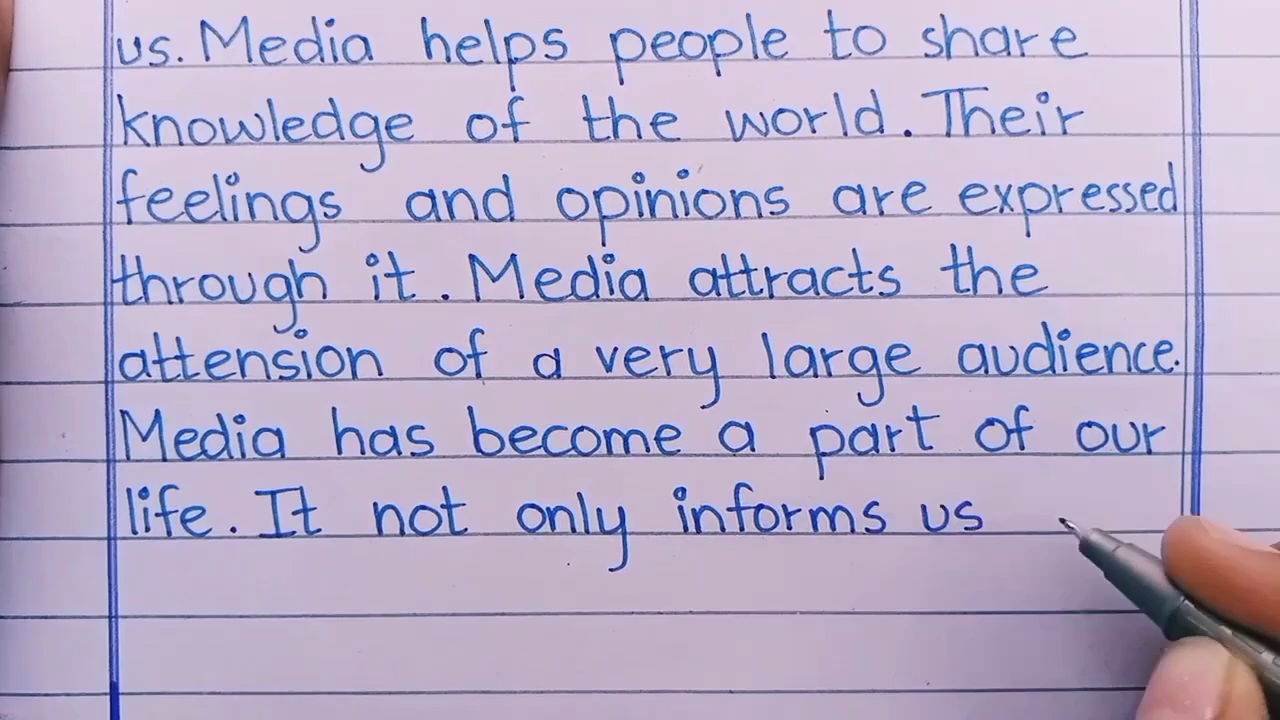 us. Media helps people to share
knowledge of the world. Their
feelings and opinions are expressed
through it. Media attracts the
attension of a very large audience.
Media has become a part of our
life. It not only informs us